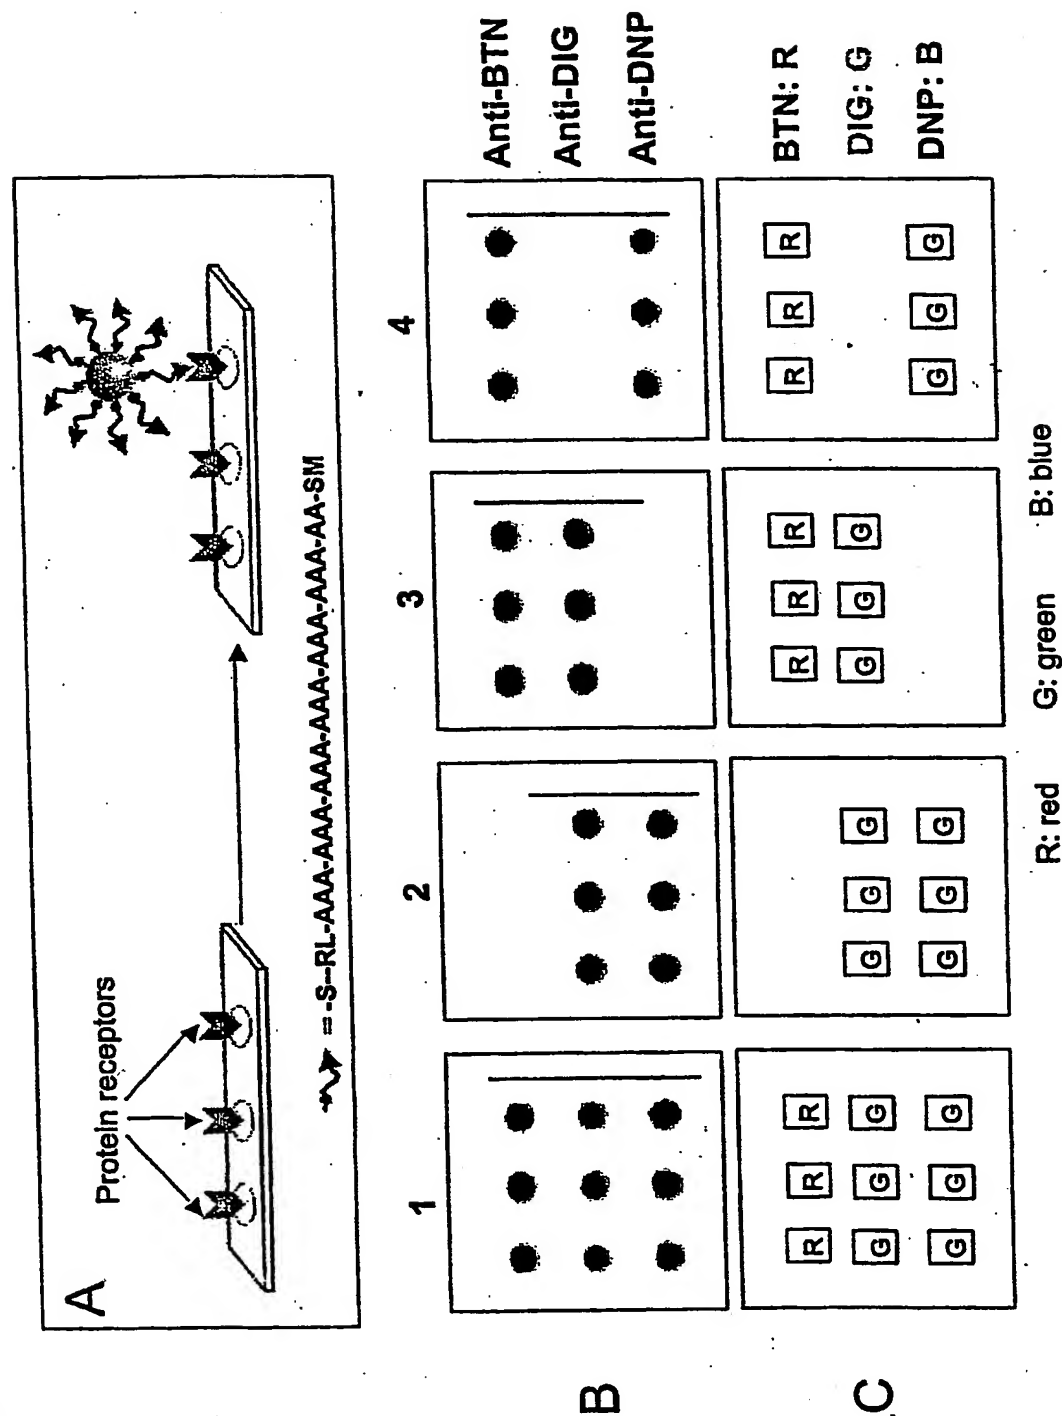 A
Protein receptors
= -S--RL-AAA-AAA-AAA-AAA-AAA-AAA-AA-SM
B
1 2 3 4
Anti-BTN
Anti-DIG
Anti-DNP
C
R R R R R R R R R BTN: R
G G G G G G G G G DIG: G
G G G G G G G G G DNP: B
R: red G: green B: blue